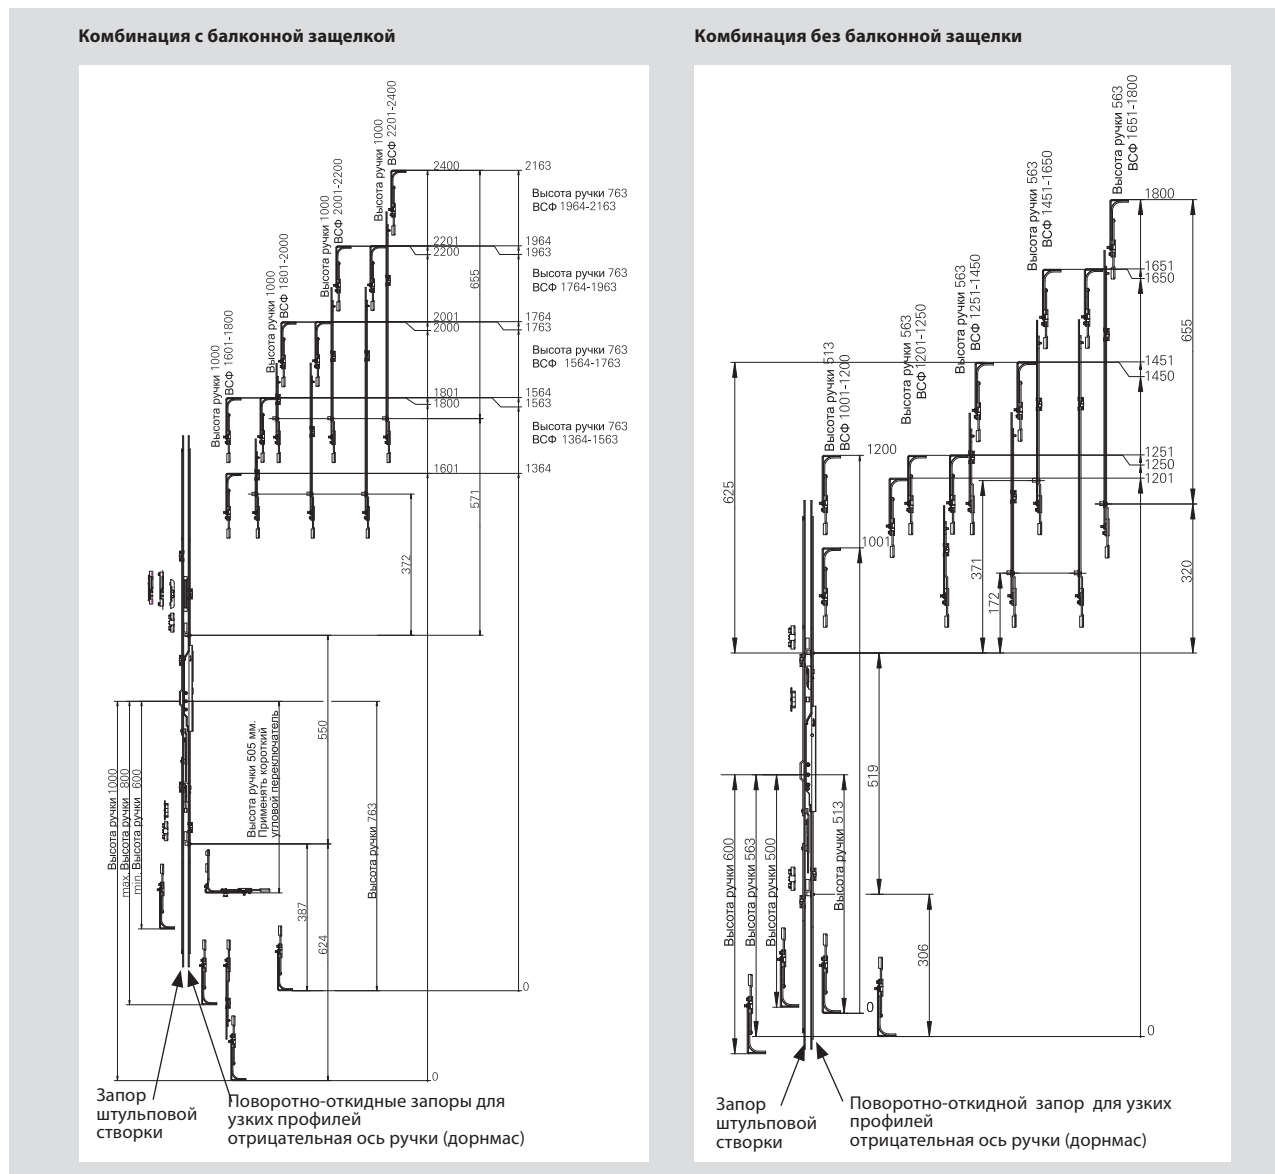 Комбинация с балконной защелкой
Высота ручки 1000
ВСФ 2201-2400
Высота ручки 1000
ВСФ 2001-2200
Высота ручки 1000
ВСФ 1801-2000
Высота ручки 1000
ВСФ 1601-1800
2400
2163
Высота ручки 763
ВСФ 1964-2163
2201
2200
1964
1963
655
Высота ручки 763
ВСФ 1764-1963
2001
2000
1764
1763
Высота ручки 763
ВСФ 1564-1763
1801
1800
1564
1563
Высота ручки 763
ВСФ 1364-1563
1601
1364
571
372
550
Высота ручки 505 мм.
Применять короткий
угловой переключатель
Высота ручки 1000
max. Высота ручки 800
min. Высота ручки 600
Высота ручки 763
387
624
0
0
Запор
штульповой
створки
Поворотно-откидные запоры для
узких профилей
отрицательная ось ручки (дорнмас)
Комбинация без балконной защелки
Высота ручки 563
ВСФ 1651-1800
Высота ручки 563
ВСФ 1451-1650
Высота ручки 563
ВСФ 1251-1450
Высота ручки 563
ВСФ 1201-1250
Высота ручки 513
ВСФ 1001-1200
1800
1651
1650
655
1451
1450
1200
1251
1250
1201
625
1001
371
172
320
519
Высота ручки 600
Высота ручки 563
Высота ручки 500
Высота ручки 513
306
0
0
Запор
штульповой
створки
Поворотно-откидной запор для узких
профилей
отрицательная ось ручки (дорнмас)